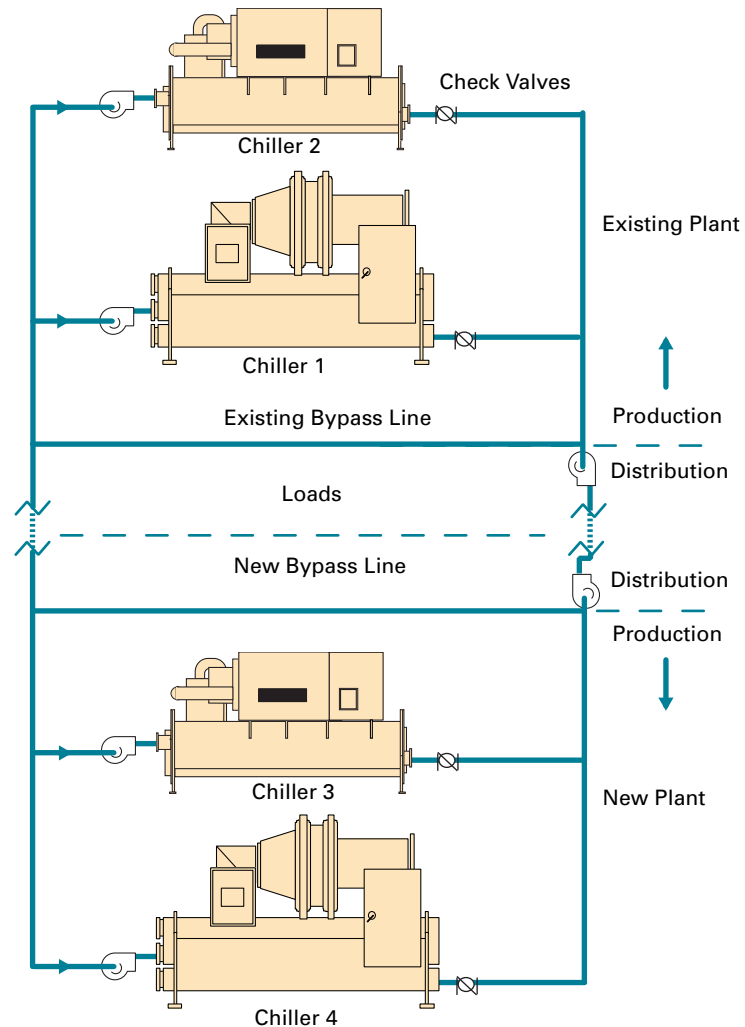 Check Valves
Chiller 2
Existing Plant
Chiller 1
Existing Bypass Line
Production
Distribution
Loads
New Bypass Line
Distribution
Production
Chiller 3
New Plant
Chiller 4